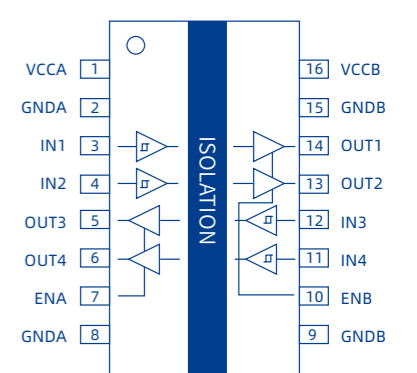 VCCA 1 16 VCCB
GNDA 2 15 GNDB
IN1 3 14 OUT1
IN2 4 13 OUT2
OUT3 5 12 IN3
OUT4 6 11 IN4
ENA 7 10 ENB
GNDA 8 9 GNDB
ISOLATION